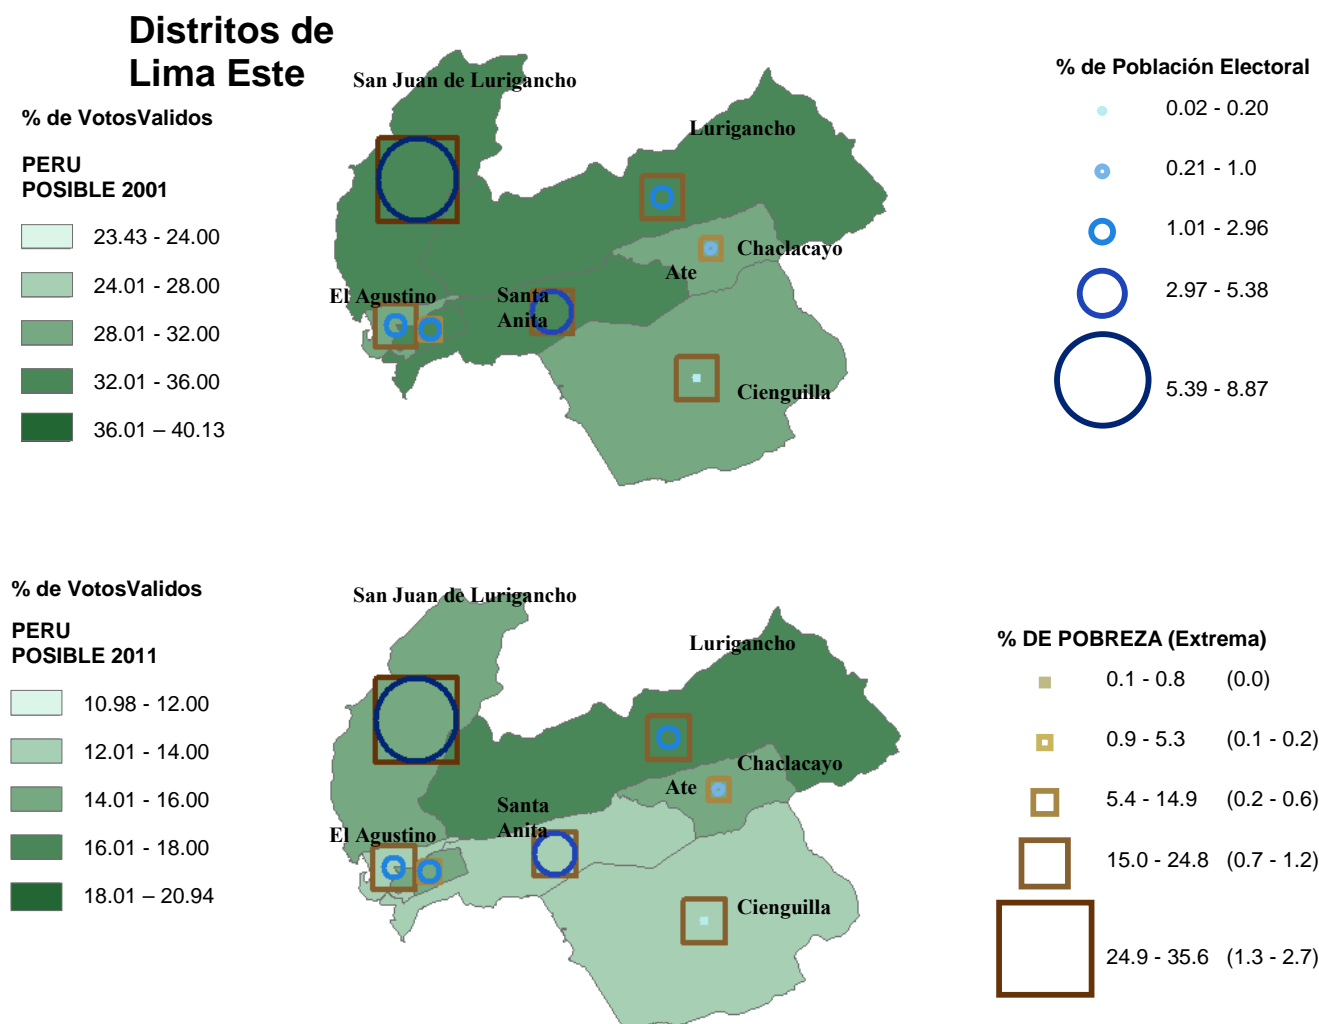 Distritos de
Lima Este
% de VotosValidos
PERU
POSIBLE 2001
23.43 - 24.00
24.01 - 28.00
28.01 - 32.00
32.01 - 36.00
36.01 – 40.13
San Juan de Lurigancho
Lurigancho
Chaclacayo
Ate
El Agustino
Santa
Anita
Cienguilla
% de Población Electoral
0.02 - 0.20
0.21 - 1.0
1.01 - 2.96
2.97 - 5.38
5.39 - 8.87
% de VotosValidos
PERU
POSIBLE 2011
10.98 - 12.00
12.01 - 14.00
14.01 - 16.00
16.01 - 18.00
18.01 – 20.94
San Juan de Lurigancho
Lurigancho
Chaclacayo
Ate
Santa
Anita
El Agustino
Cienguilla
% DE POBREZA (Extrema)
0.1 - 0.8 (0.0)
0.9 - 5.3 (0.1 - 0.2)
5.4 - 14.9 (0.2 - 0.6)
15.0 - 24.8 (0.7 - 1.2)
24.9 - 35.6 (1.3 - 2.7)